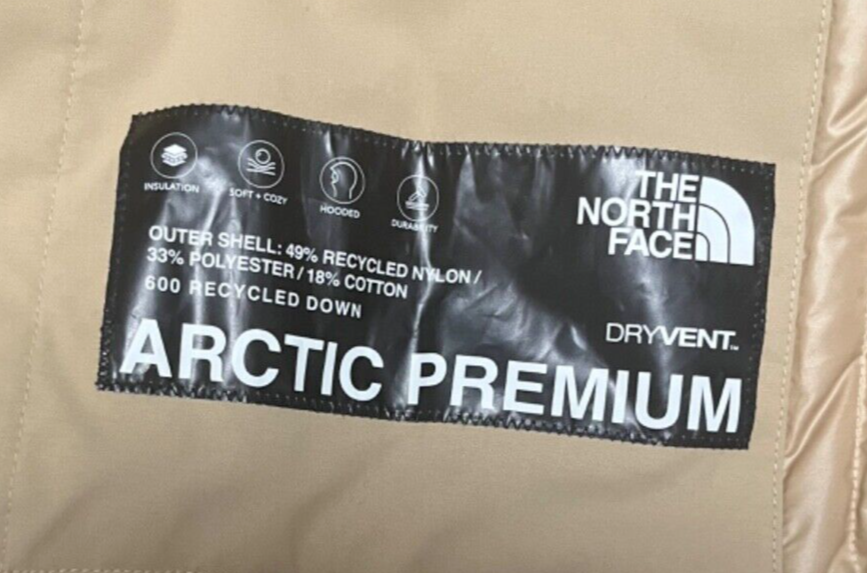 INSULATION
SOFT + COZY
HOODED
DURABILITY
THE
NORTH
FACE
OUTER SHELL: 49% RECYCLED NYLON /
33% POLYESTER / 18% COTTON
600 RECYCLED DOWN
DRYVENT™
ARCTIC PREMIUM